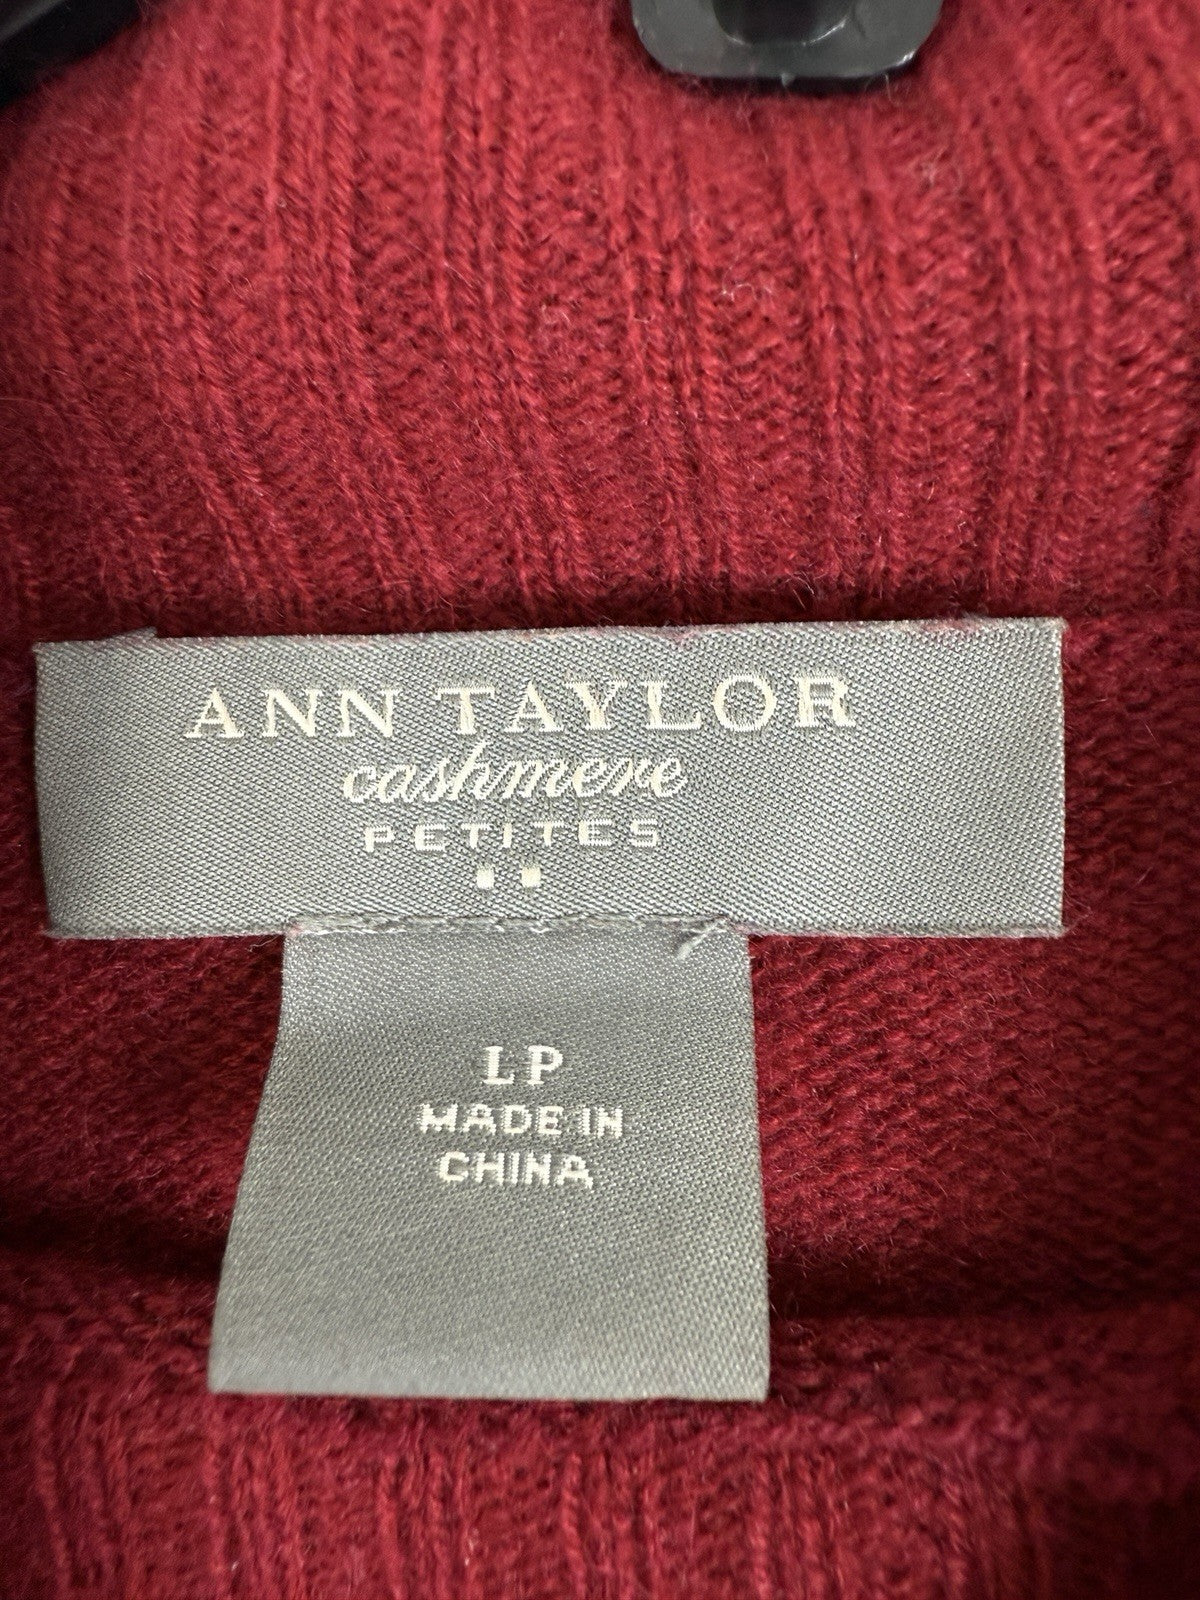 ANN TAYLOR
cashmere
PETITES
LP
MADE IN
CHINA